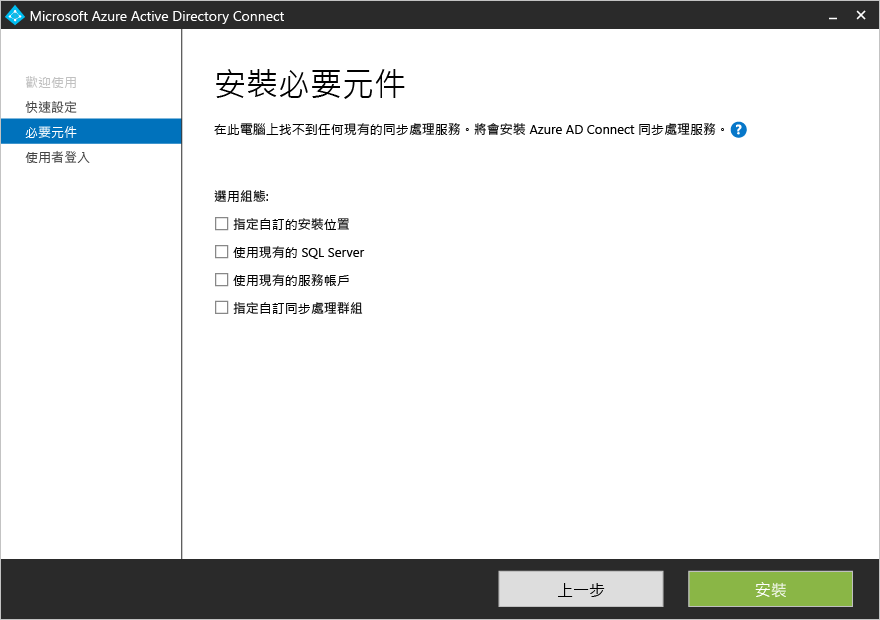 Microsoft Azure Active Directory Connect
歡迎使用
快速設定
必要元件
使用者登入
安裝必要元件
在此電腦上找不到任何現有的同步處理服務。將會安裝 Azure AD Connect 同步處理服務。 ?
選用組態:
指定自訂的安裝位置
使用現有的 SQL Server
使用現有的服務帳戶
指定自訂同步處理群組
上一步
安裝